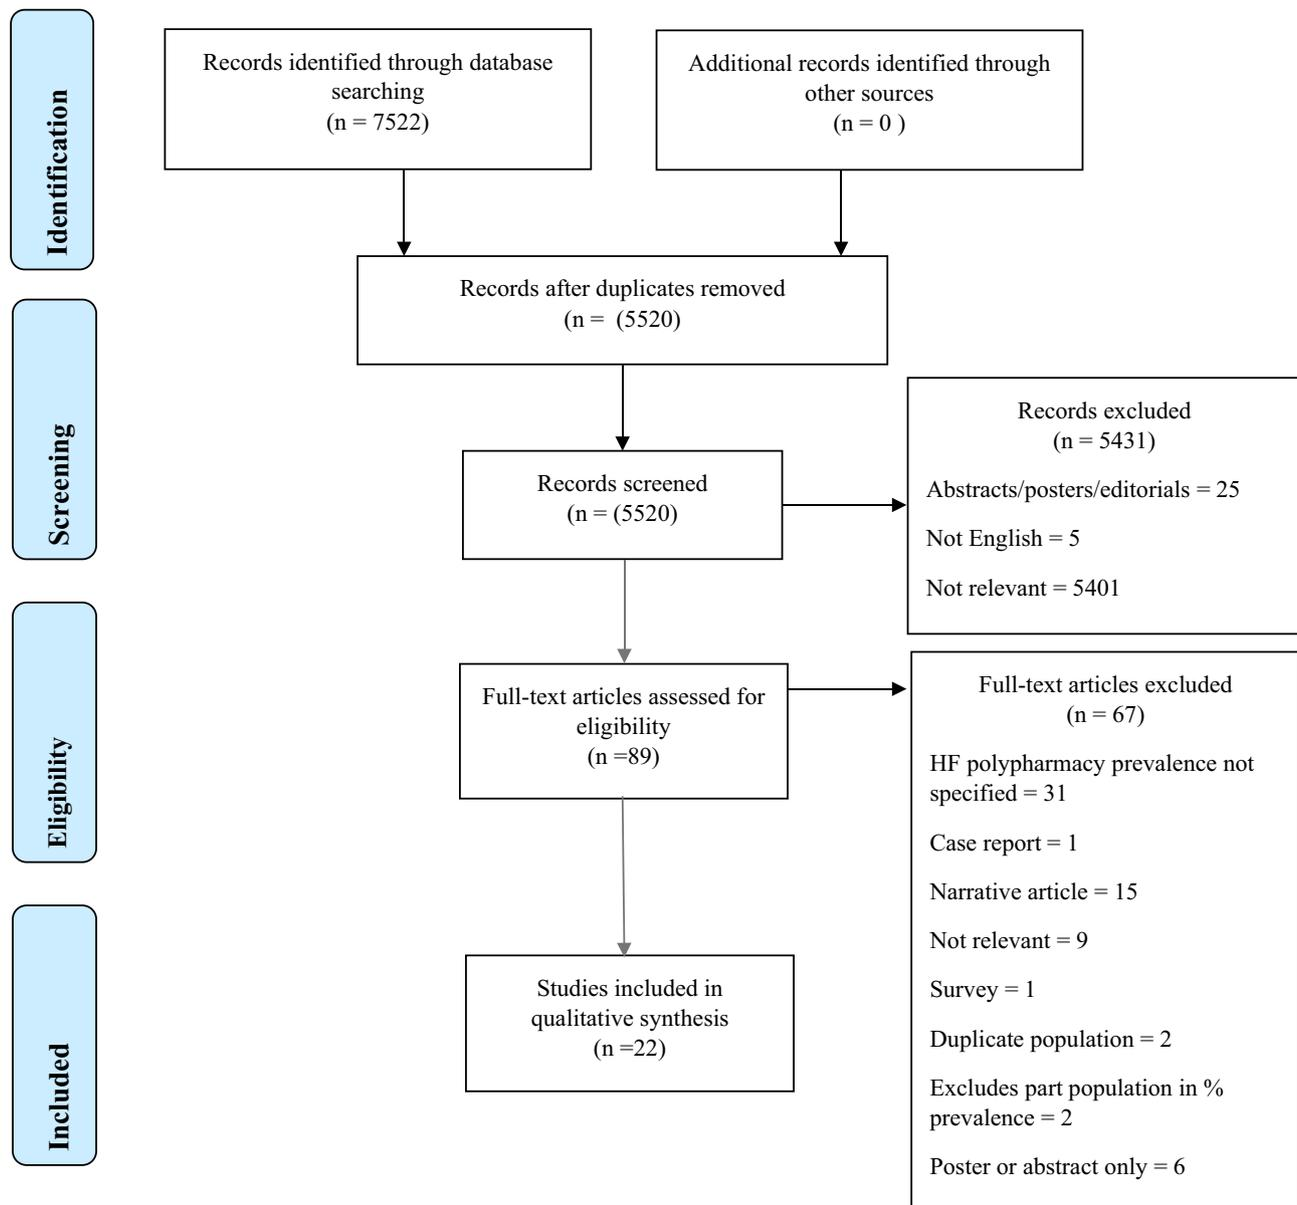 Identification
Records identified through database
searching
(n = 7522)
Additional records identified through
other sources
(n = 0 )
Records after duplicates removed
(n =  (5520)
Screening
Records screened
(n = (5520)
Records excluded
(n = 5431)
Abstracts/posters/editorials = 25
Not English = 5
Not relevant = 5401
Eligibility
Full-text articles assessed for
eligibility
(n =89)
Full-text articles excluded
(n = 67)
HF polypharmacy prevalence not
specified = 31
Case report = 1
Narrative article = 15
Not relevant = 9
Survey = 1
Duplicate population = 2
Excludes part population in %
prevalence = 2
Poster or abstract only = 6
Included
Studies included in
qualitative synthesis
(n =22)